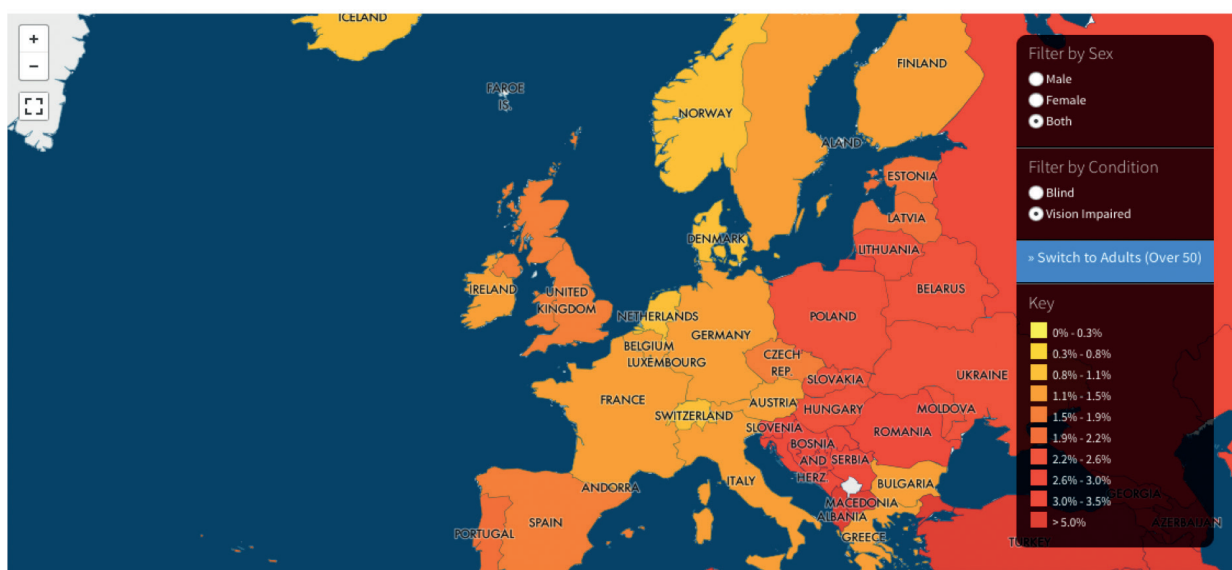 +
−
ICELAND
FAROE
IS.
NORWAY
FINLAND
ALAND
ESTONIA
LATVIA
DENMARK
LITHUANIA
IRELAND
UNITED
KINGDOM
NETHERLANDS
BELARUS
POLAND
GERMANY
BELGIUM
LUXEMBOURG
CZECH
REP.
SLOVAKIA
UKRAINE
FRANCE
AUSTRIA
SWITZERLAND
HUNGARY
MOLDOVA
SLOVENIA
ROMANIA
BOSNIA
AND
HERZ.
SERBIA
ITALY
ANDORRA
BULGARIA
MACEDONIA
ALBANIA
PORTUGAL
SPAIN
GREECE
TURKEY
GEORGIA
AZERBAIJAN
Filter by Sex
Male
Female
Both
Filter by Condition
Blind
Vision Impaired
» Switch to Adults (Over 50)
Key
0% - 0.3%
0.3% - 0.8%
0.8% - 1.1%
1.1% - 1.5%
1.5% - 1.9%
1.9% - 2.2%
2.2% - 2.6%
2.6% - 3.0%
3.0% - 3.5%
> 5.0%